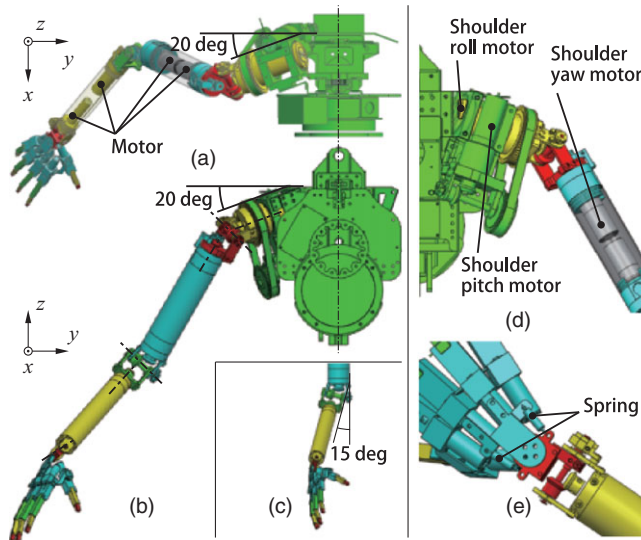 z
y
x
20 deg
Motor
(a)
20 deg
z
y
x
(b)
15 deg
(c)
Shoulder
roll motor
Shoulder
yaw motor
Shoulder
pitch motor
(d)
Spring
(e)